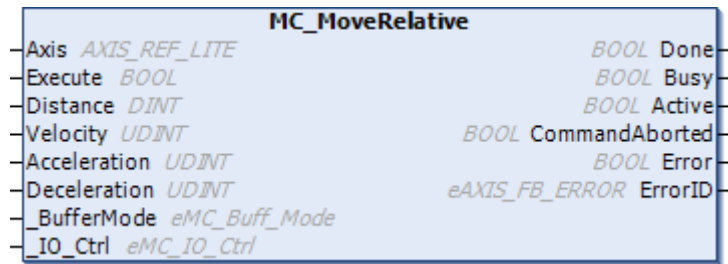 MC_MoveRelative
Axis AXIS_REF_LITE BOOL Done
Execute BOOL BOOL Busy
Distance DINT BOOL Active
Velocity UDINT BOOL CommandAborted
Acceleration UDINT BOOL Error
Deceleration UDINT eAXIS_FB_ERROR ErrorID
_BufferMode eMC_Buff_Mode
_IO_Ctrl eMC_IO_Ctrl